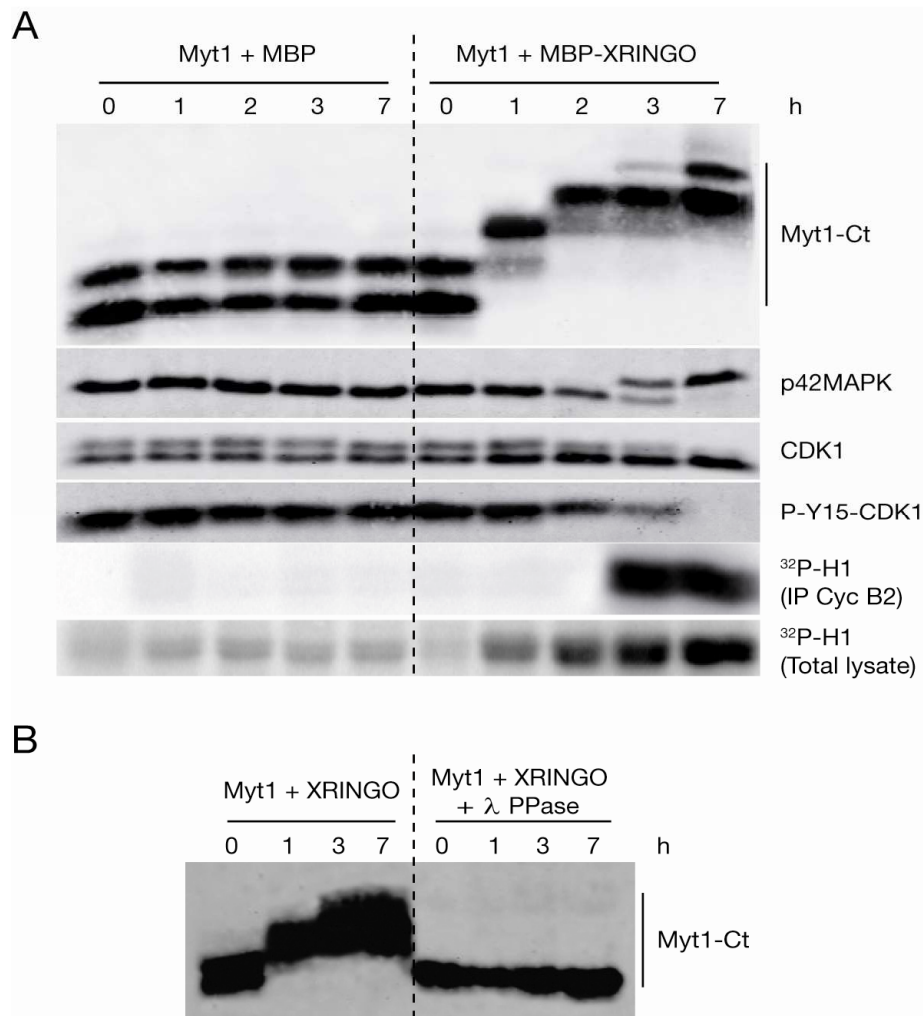 A
Myt1 + MBP
Myt1 + MBP-XRINGO
0 1 2 3 7 0 1 2 3 7 h
Myt1-Ct
p42MAPK
CDK1
P-Y15-CDK1
³²P-H1
(IP Cyc B2)
³²P-H1
(Total lysate)
B
Myt1 + XRINGO
Myt1 + XRINGO
+ λ PPase
0 1 3 7 0 1 3 7 h
Myt1-Ct